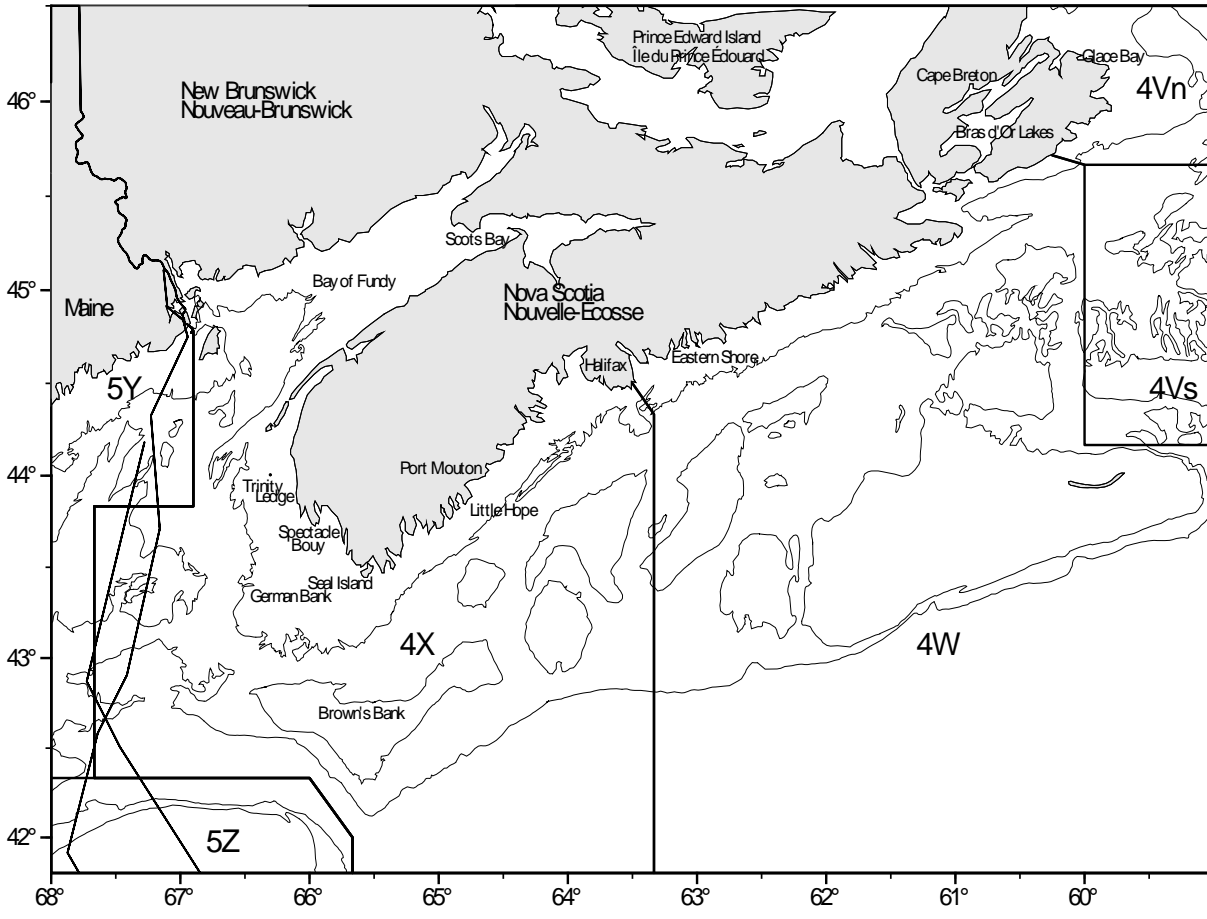 Prince Edward Island
Île du Prince Édouard
Glace Bay
Cape Breton
4Vn
New Brunswick
Nouveau-Brunswick
46°
Bras d'Or Lakes
Scots Bay
Bay of Fundy
45°
Maine
Nova Scotia
Nouvelle-Écosse
Halifax
Eastern Shore
5Y
4Vs
44°
Port Mouton
Trinity
Ledge
Little Hope
Spectacle
Bouy
Seal Island
German Bank
43°
4X
4W
Brown's Bank
42°
5Z
68°
67°
66°
65°
64°
63°
62°
61°
60°